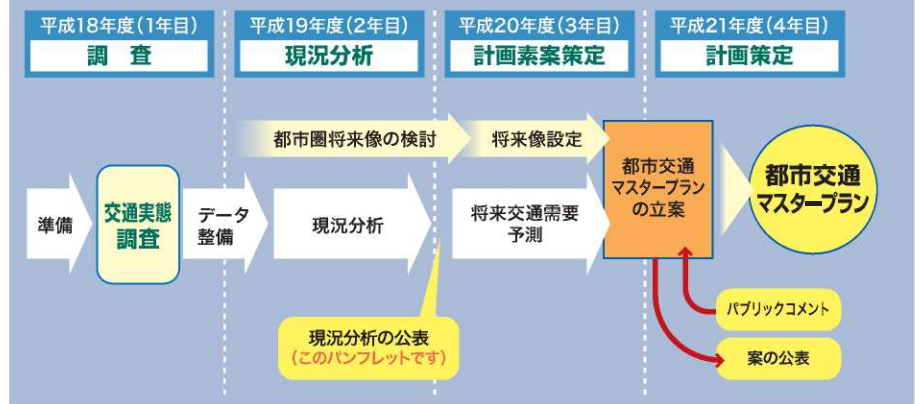 平成18年度(1年目)
調 査
平成19年度(2年目)
現況分析
平成20年度(3年目)
計画素案策定
平成21年度(4年目)
計画策定
都市圏将来像の検討
将来像設定
準備
交通実態
調査
データ
整備
現況分析
将来交通需要
予測
都市交通
マスタープラン
の立案
都市交通
マスタープラン
現況分析の公表
(このパンフレットです)
パブリックコメント
案の公表